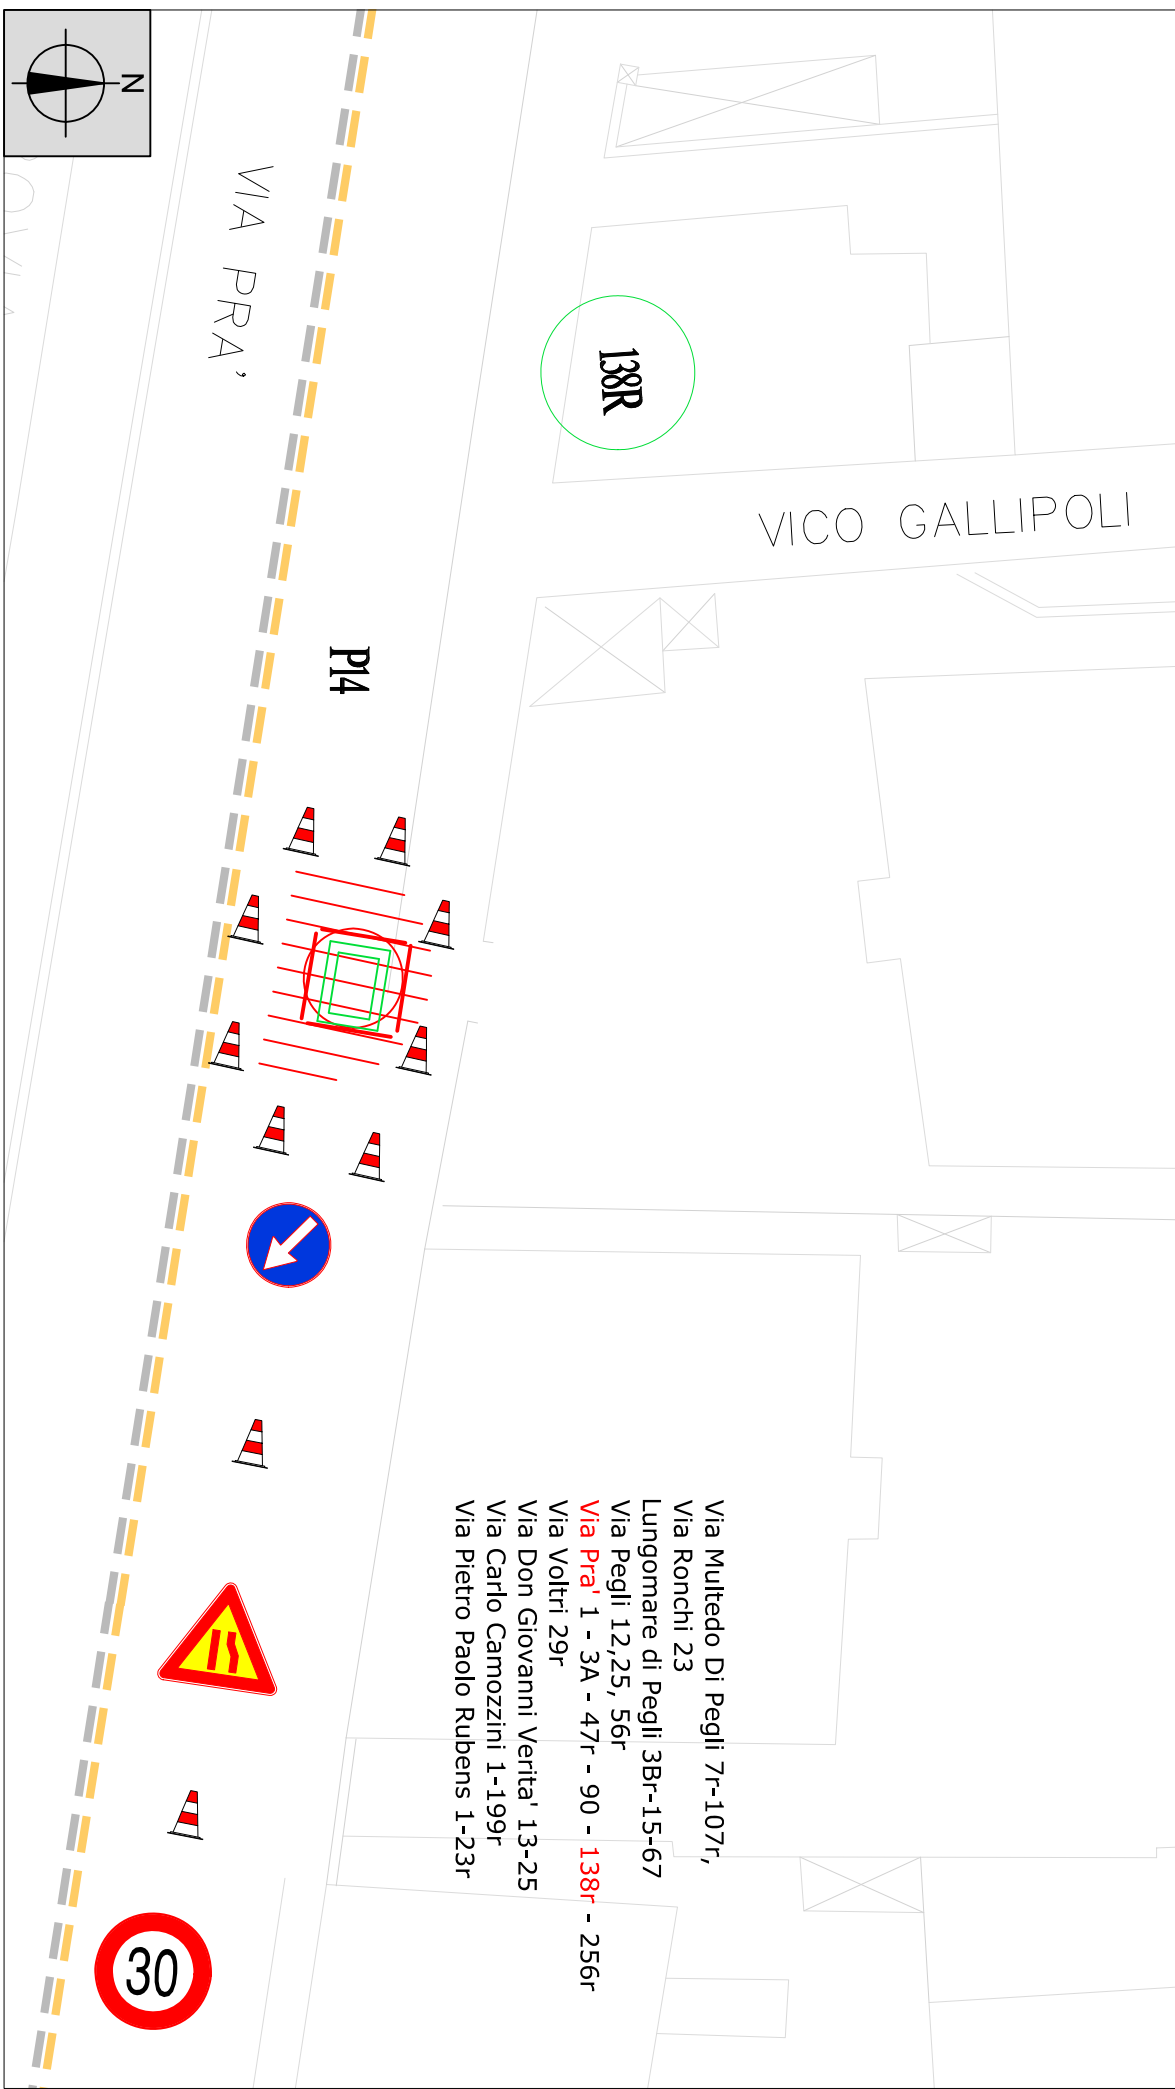 N
VIA PRA'
138R
VICO GALLIPOLI
P14
Via Multedo Di Pegli 7r-107r,
Via Ronchi 23
Lungomare di Pegli 3Br-15-67
Via Pegli 12,25, 56r
Via Pra' 1 - 3A - 47r - 90 - 138r - 256r
Via Voltri 29r
Via Don Giovanni Verita' 13-25
Via Carlo Camozzini 1-199r
Via Pietro Paolo Rubens 1-23r
30